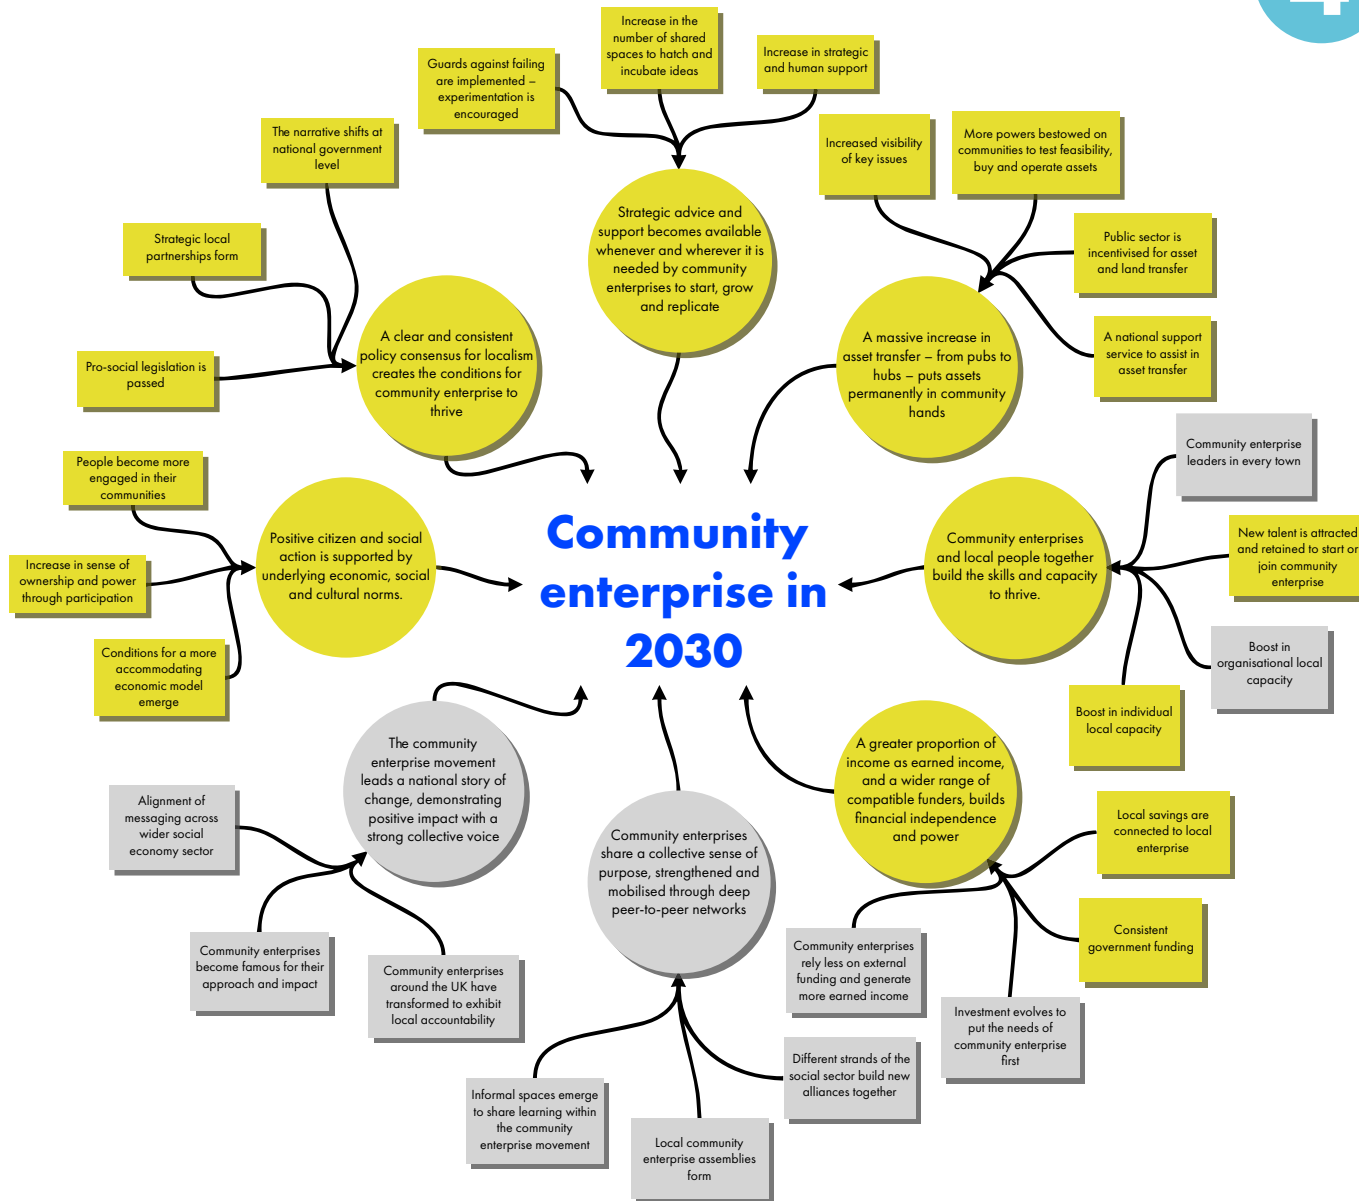 4
Increase in the
number of shared
spaces to hatch and
incubate ideas
Guards against failing
are implemented –
experimentation is
encouraged
Increase in strategic
and human support
The narrative shifts at
national government
level
Increased visibility
of key issues
More powers bestowed on
communities to test feasibility,
buy and operate assets
Strategic local
partnerships form
Strategic advice and
support becomes available
whenever and wherever it is
needed by community
enterprises to start, grow
and replicate
Public sector is
incentivised for asset
and land transfer
Pro-social legislation is
passed
A clear and consistent
policy consensus for localism
creates the conditions for
community enterprise to
thrive
A massive increase in
asset transfer – from pubs to
hubs – puts assets
permanently in community
hands
A national support
service to assist in
asset transfer
People become more
engaged in their
communities
Community enterprise
leaders in every town
Increase in sense of
ownership and power
through participation
Positive citizen and social
action is supported by
underlying economic, social
and cultural norms.
Community
enterprise in
2030
Community enterprises
and local people together
build the skills and capacity
to thrive.
New talent is attracted
and retained to start or
join community
enterprise
Conditions for a more
accommodating
economic model
emerge
Boost in
organisational local
capacity
Boost in individual
local capacity
The community
enterprise movement
leads a national story of
change, demonstrating
positive impact with a
strong collective voice
A greater proportion of
income as earned income,
and a wider range of
compatible funders, builds
financial independence
and power
Alignment of
messaging across
wider social
economy sector
Community enterprises
share a collective sense of
purpose, strengthened and
mobilised through deep
peer-to-peer networks
Local savings are
connected to local
enterprise
Community enterprises
become famous for their
approach and impact
Community enterprises
around the UK have
transformed to exhibit
local accountability
Community enterprises
rely less on external
funding and generate
more earned income
Consistent
government funding
Investment evolves to
put the needs of
community enterprise
first
Different strands of the
social sector build new
alliances together
Informal spaces emerge
to share learning within
the community
enterprise movement
Local community
enterprise assemblies
form